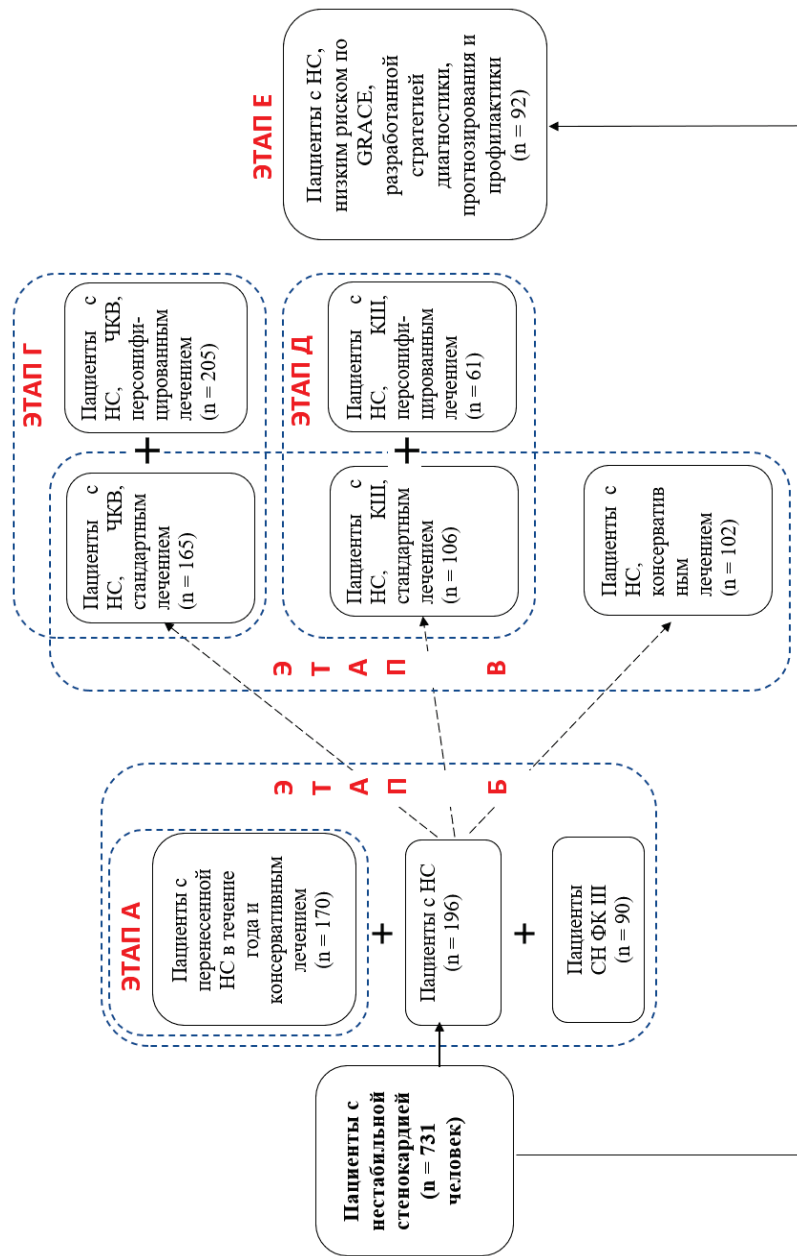 Пациенты с
нестабильной
стенокардией
(n = 731
человек)
ЭТАП А
Пациенты с
перенесенной
НС в течение
года и
консервативным
лечением
(n = 170)
+
Пациенты с НС
(n = 196)
+
Пациенты
СН ФК III
(n = 90)
Э Т А П Б
Э Т А П В
ЭТАП Г
Пациенты с
НС, ЧКВ,
стандартным
лечением
(n = 165)
+
Пациенты с
НС, ЧКВ,
персонифи-
цированным
лечением
(n = 205)
ЭТАП Д
Пациенты с
НС, КШ,
стандартным
лечением
(n = 106)
+
Пациенты с
НС, КШ,
персонифи-
цированным
лечением
(n = 61)
Пациенты с
НС,
консерватив
ным
лечением
(n = 102)
ЭТАП Е
Пациенты с НС,
низким риском по
GRACE,
разработанной
стратегией
диагностики,
прогнозирования и
профилактики
(n = 92)